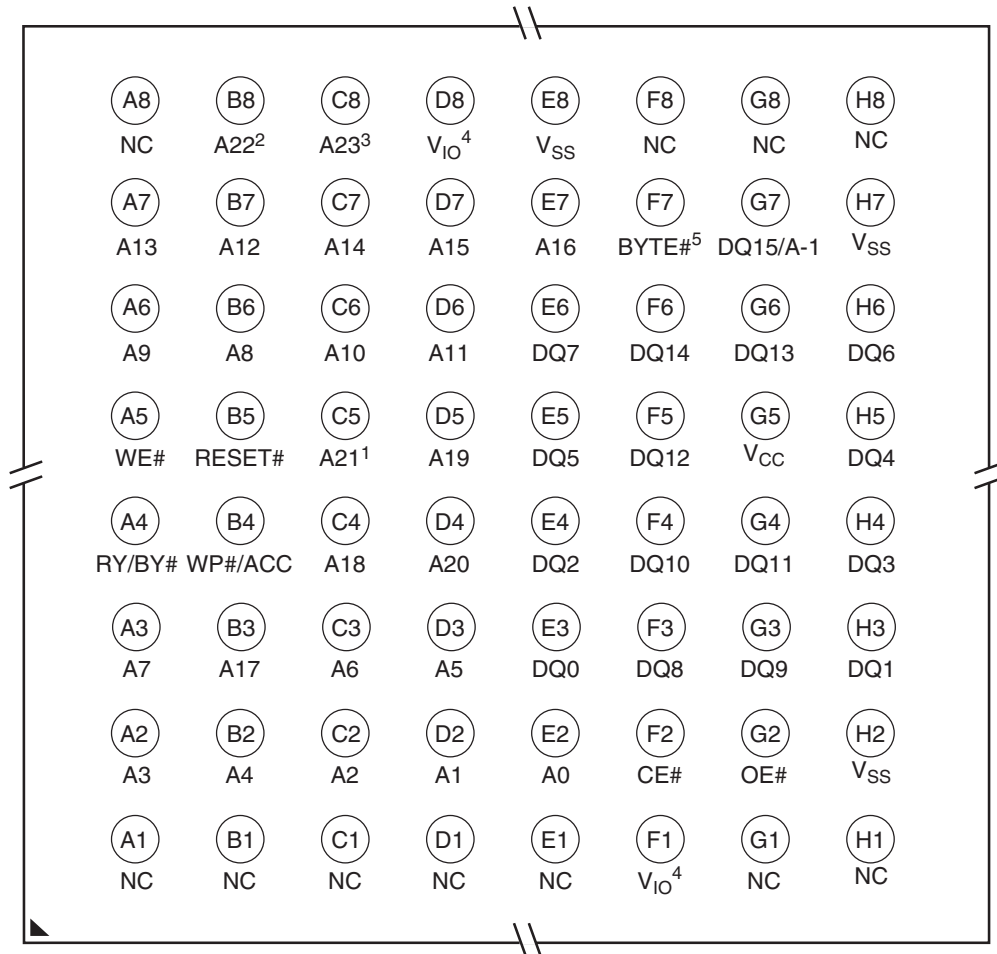 A8 B8 C8 D8 E8 F8 G8 H8
NC A22² A23³ V_IO⁴ V_SS NC NC NC
A7 B7 C7 D7 E7 F7 G7 H7
A13 A12 A14 A15 A16 BYTE#⁵ DQ15/A-1 V_SS
A6 B6 C6 D6 E6 F6 G6 H6
A9 A8 A10 A11 DQ7 DQ14 DQ13 DQ6
A5 B5 C5 D5 E5 F5 G5 H5
WE# RESET# A21¹ A19 DQ5 DQ12 V_CC DQ4
A4 B4 C4 D4 E4 F4 G4 H4
RY/BY# WP#/ACC A18 A20 DQ2 DQ10 DQ11 DQ3
A3 B3 C3 D3 E3 F3 G3 H3
A7 A17 A6 A5 DQ0 DQ8 DQ9 DQ1
A2 B2 C2 D2 E2 F2 G2 H2
A3 A4 A2 A1 A0 CE# OE# V_SS
A1 B1 C1 D1 E1 F1 G1 H1
NC NC NC NC NC V_IO⁴ NC NC